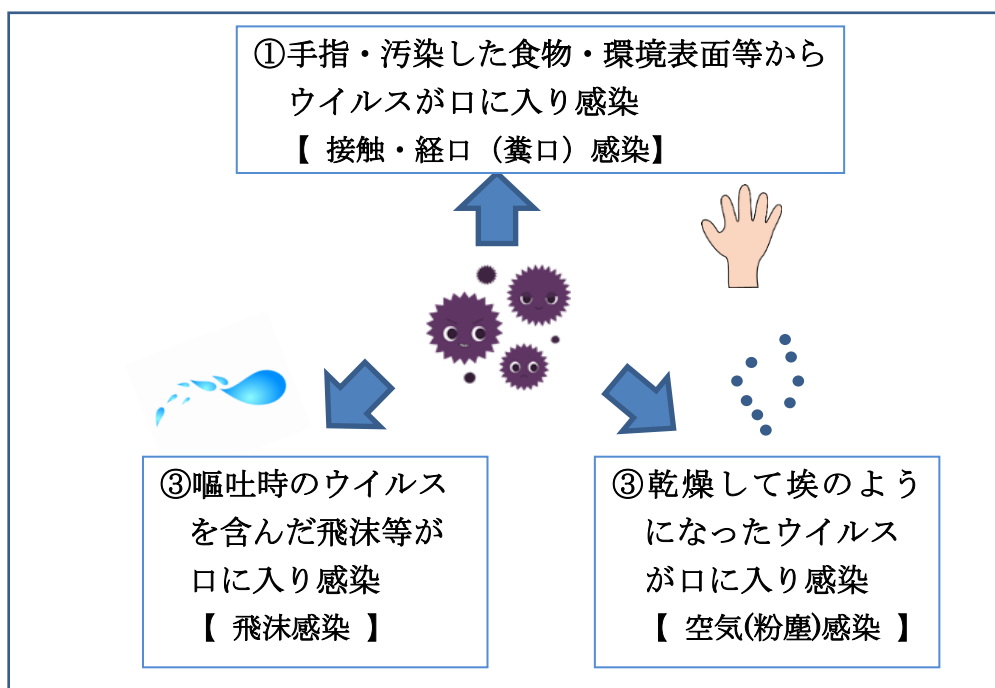 ①手指・汚染した食物・環境表面等から
ウイルスが口に入り感染
【 接触・経口（糞口）感染】
③嘔吐時のウイルス
を含んだ飛沫等が
口に入り感染
【 飛沫感染 】
③乾燥して埃のよう
になったウイルス
が口に入り感染
【 空気(粉塵)感染 】